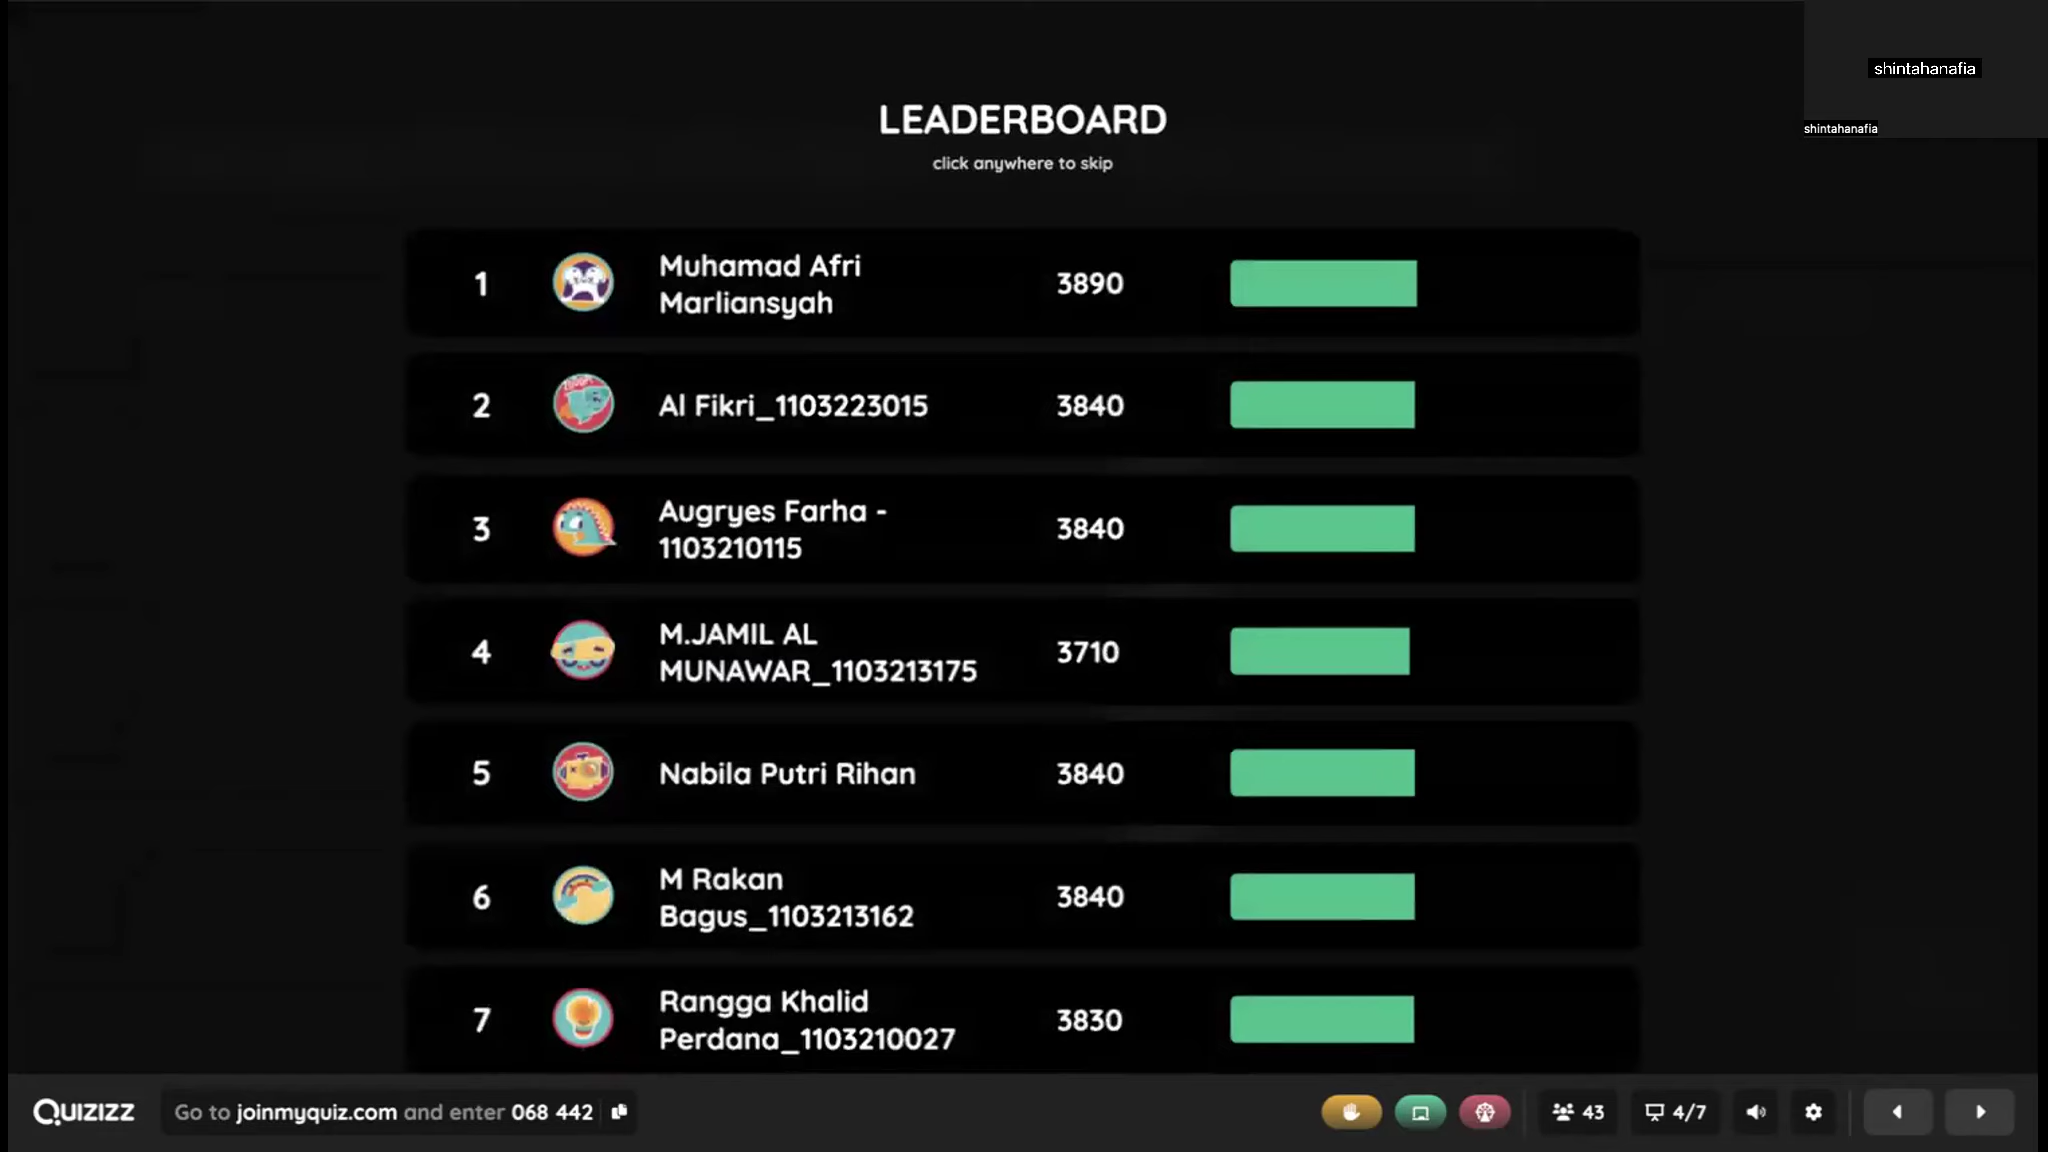 shintahanafia
shintahanafia
LEADERBOARD
click anywhere to skip
1
Muhamad Afri
Marliansyah
3890
2
Al Fikri_1103223015
3840
3
Augryes Farha -
1103210115
3840
4
M.JAMIL AL
MUNAWAR_1103213175
3710
5
Nabila Putri Rihan
3840
6
M Rakan
Bagus_1103213162
3840
7
Rangga Khalid
Perdana_1103210027
3830
QUIZIZZ
Go to joinmyquiz.com and enter 068 442
43
4/7